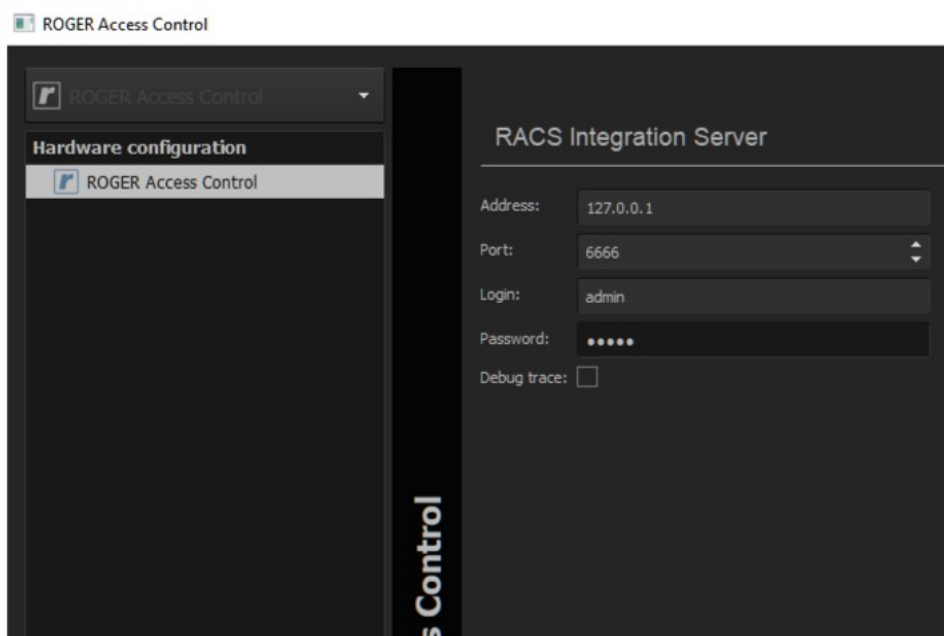 ROGER Access Control
ROGER Access Control
Hardware configuration
ROGER Access Control
RACS Integration Server
Address: 127.0.0.1
Port: 6666
Login: admin
Password: •••••
Debug trace:
s Control